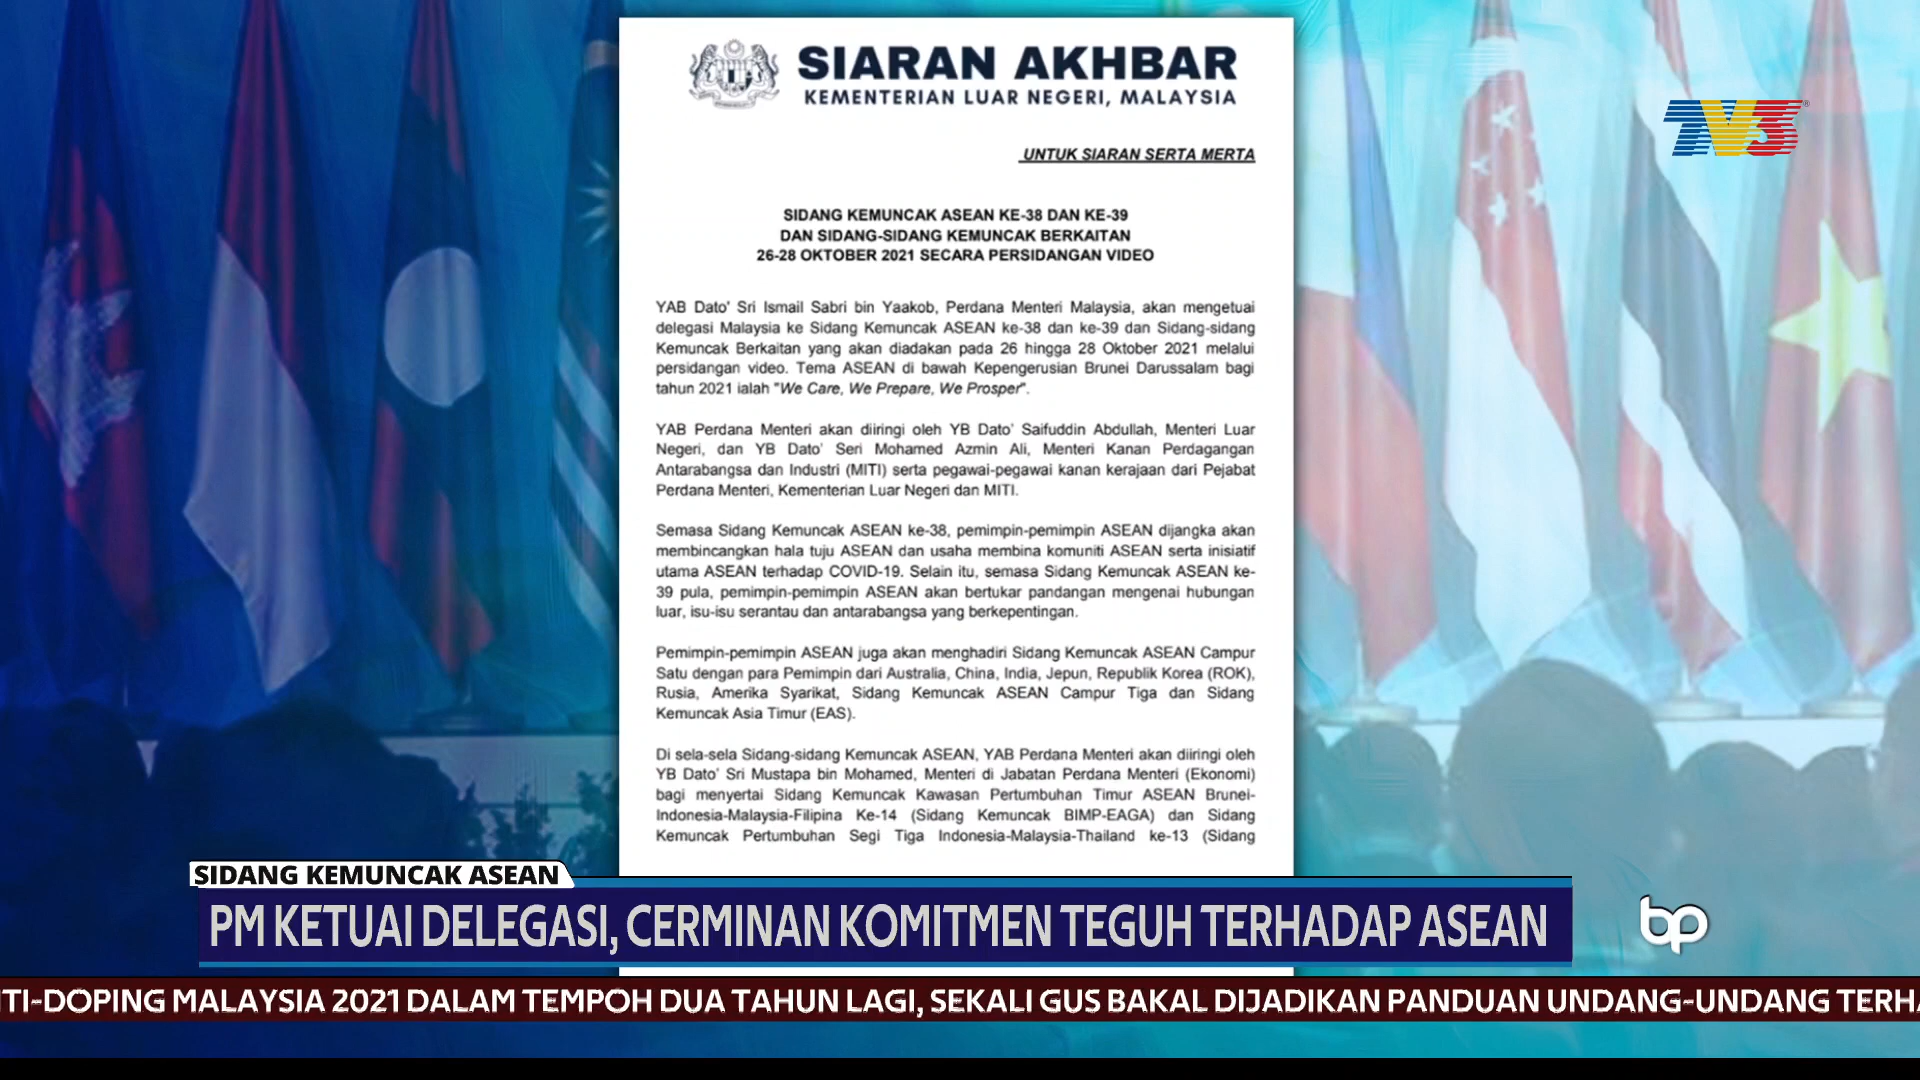 SIARAN AKHBAR
KEMENTERIAN LUAR NEGERI, MALAYSIA
TV3
UNTUK SIARAN SERTA MERTA
SIDANG KEMUNCAK ASEAN KE-38 DAN KE-39
DAN SIDANG-SIDANG KEMUNCAK BERKAITAN
26-28 OKTOBER 2021 SECARA PERSIDANGAN VIDEO
YAB Dato' Sri Ismail Sabri bin Yaakob, Perdana Menteri Malaysia, akan mengetuai
delegasi Malaysia ke Sidang Kemuncak ASEAN ke-38 dan ke-39 dan Sidang-sidang
Kemuncak Berkaitan yang akan diadakan pada 26 hingga 28 Oktober 2021 melalui
persidangan video. Tema ASEAN di bawah Kepengerusian Brunei Darussalam bagi
tahun 2021 ialah "We Care, We Prepare, We Prosper".
YAB Perdana Menteri akan diiringi oleh YB Dato' Saifuddin Abdullah, Menteri Luar
Negeri, dan YB Dato' Seri Mohamed Azmin Ali, Menteri Kanan Perdagangan
Antarabangsa dan Industri (MITI) serta pegawai-pegawai kanan kerajaan dari Pejabat
Perdana Menteri, Kementerian Luar Negeri dan MITI.
Semasa Sidang Kemuncak ASEAN ke-38, pemimpin-pemimpin ASEAN dijangka akan
membincangkan hala tuju ASEAN dan usaha membina komuniti ASEAN serta inisiatif
utama ASEAN terhadap COVID-19. Selain itu, semasa Sidang Kemuncak ASEAN ke-
39 pula, pemimpin-pemimpin ASEAN akan bertukar pandangan mengenai hubungan
luar, isu-isu serantau dan antarabangsa yang berkepentingan.
Pemimpin-pemimpin ASEAN juga akan menghadiri Sidang Kemuncak ASEAN Campur
Satu dengan para Pemimpin dari Australia, China, India, Jepun, Republik Korea (ROK),
Rusia, Amerika Syarikat, Sidang Kemuncak ASEAN Campur Tiga dan Sidang
Kemuncak Asia Timur (EAS).
Di sela-sela Sidang-sidang Kemuncak ASEAN, YAB Perdana Menteri akan diiringi oleh
YB Dato' Sri Mustapa bin Mohamed, Menteri di Jabatan Perdana Menteri (Ekonomi)
bagi menyertai Sidang Kemuncak Kawasan Pertumbuhan Timur ASEAN Brunei-
Indonesia-Malaysia-Filipina Ke-14 (Sidang Kemuncak BIMP-EAGA) dan Sidang
Kemuncak Pertumbuhan Segi Tiga Indonesia-Malaysia-Thailand ke-13 (Sidang
SIDANG KEMUNCAK ASEAN
PM KETUAI DELEGASI, CERMINAN KOMITMEN TEGUH TERHADAP ASEAN
bp
TI-DOPING MALAYSIA 2021 DALAM TEMPOH DUA TAHUN LAGI, SEKALI GUS BAKAL DIJADIKAN PANDUAN UNDANG-UNDANG TERHA